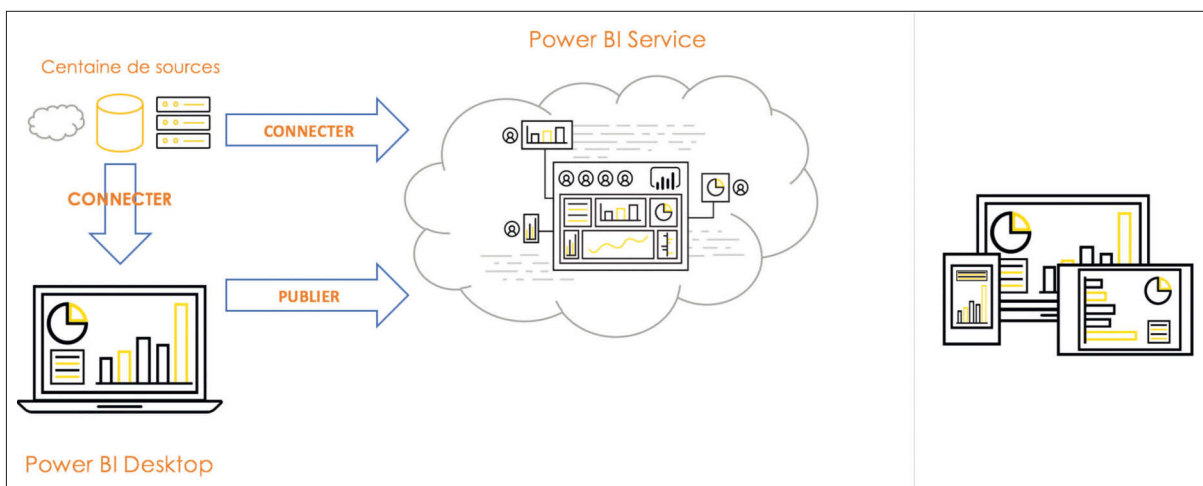 Power BI Service
Centaine de sources
CONNECTER
CONNECTER
PUBLIER
Power BI Desktop